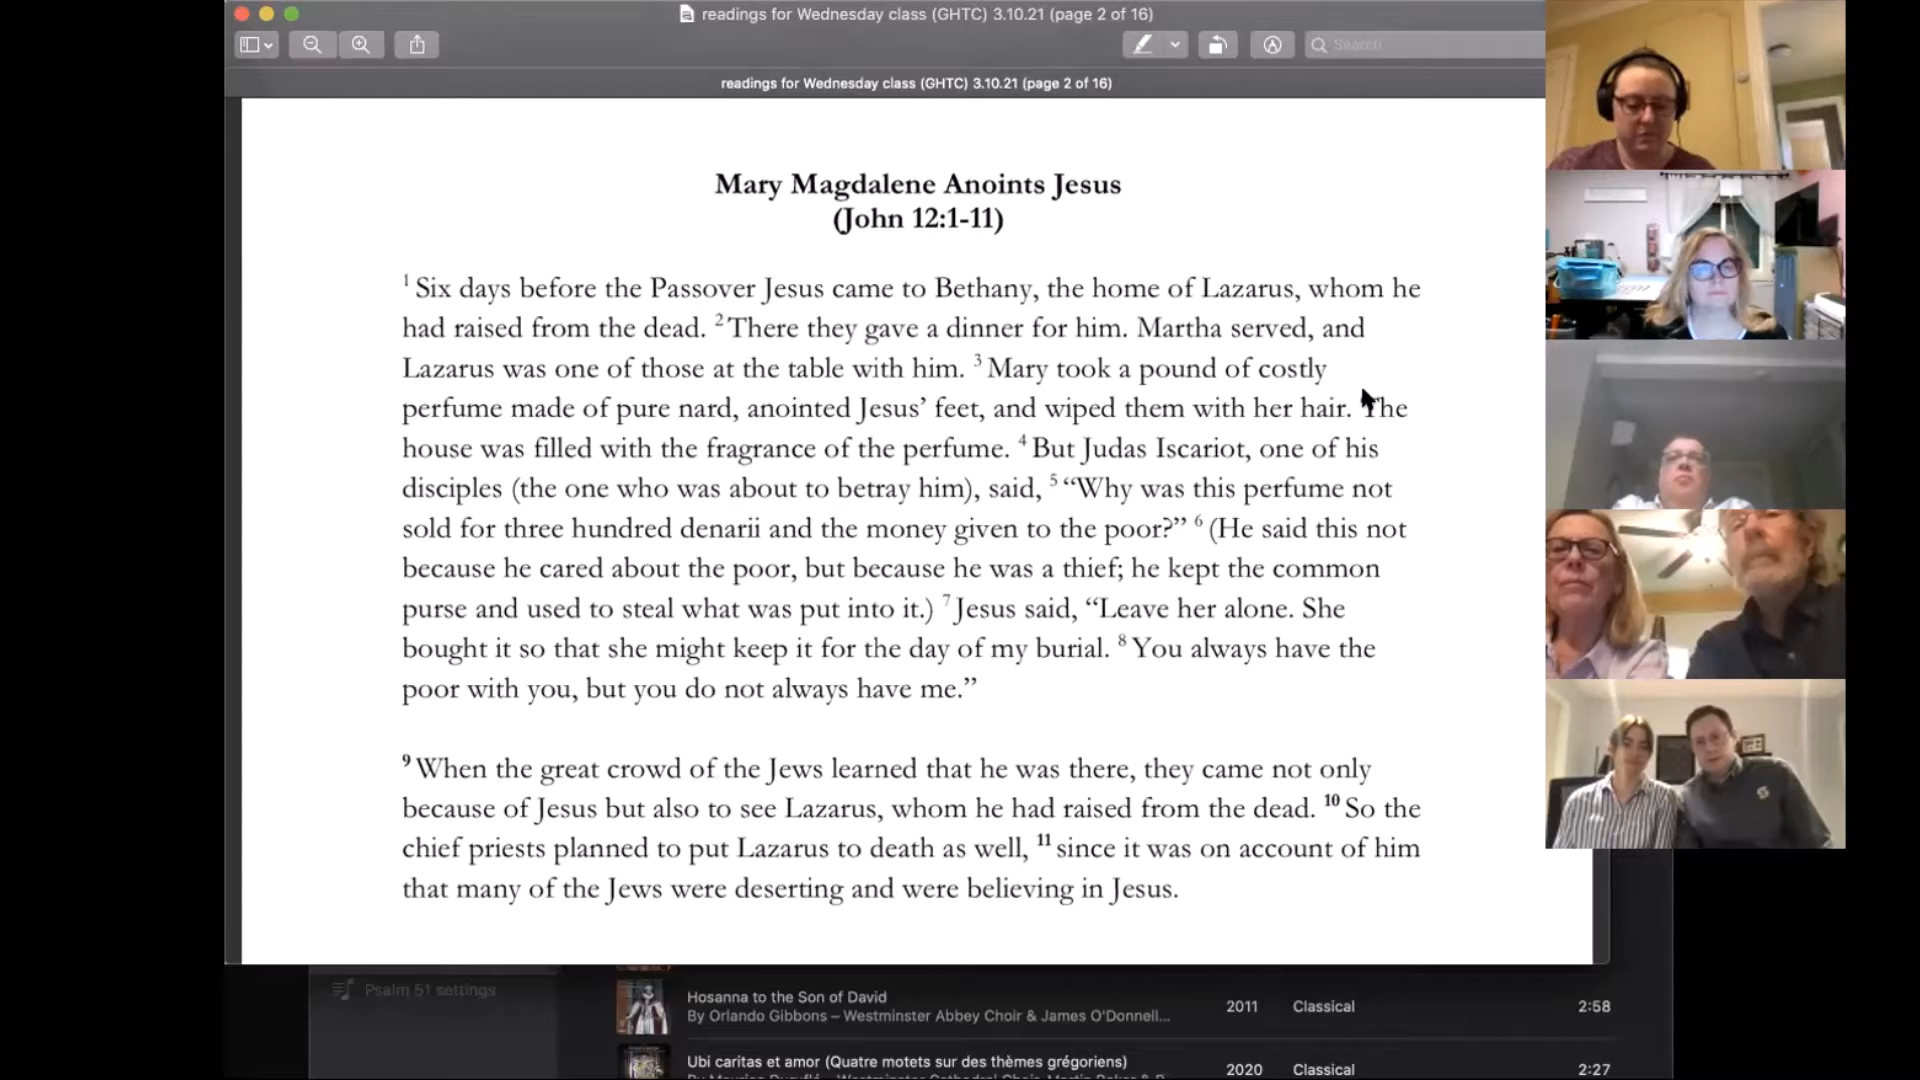 readings for Wednesday class (GHTC) 3.10.21 (page 2 of 16)
Search
readings for Wednesday class (GHTC) 3.10.21 (page 2 of 16)
Mary Magdalene Anoints Jesus
(John 12:1-11)
1 Six days before the Passover Jesus came to Bethany, the home of Lazarus, whom he
had raised from the dead. 2 There they gave a dinner for him. Martha served, and
Lazarus was one of those at the table with him. 3 Mary took a pound of costly
perfume made of pure nard, anointed Jesus’ feet, and wiped them with her hair. The
house was filled with the fragrance of the perfume. 4 But Judas Iscariot, one of his
disciples (the one who was about to betray him), said, 5 “Why was this perfume not
sold for three hundred denarii and the money given to the poor?” 6 (He said this not
because he cared about the poor, but because he was a thief; he kept the common
purse and used to steal what was put into it.) 7 Jesus said, “Leave her alone. She
bought it so that she might keep it for the day of my burial. 8 You always have the
poor with you, but you do not always have me.”
9 When the great crowd of the Jews learned that he was there, they came not only
because of Jesus but also to see Lazarus, whom he had raised from the dead. 10 So the
chief priests planned to put Lazarus to death as well, 11 since it was on account of him
that many of the Jews were deserting and were believing in Jesus.
Psalm 51 settings
Hosanna to the Son of David
By Orlando Gibbons – Westminster Abbey Choir & James O'Donnell...
2011 Classical 2:58
Ubi caritas et amor (Quatre motets sur des thèmes grégoriens)
2020 Classical 2:27